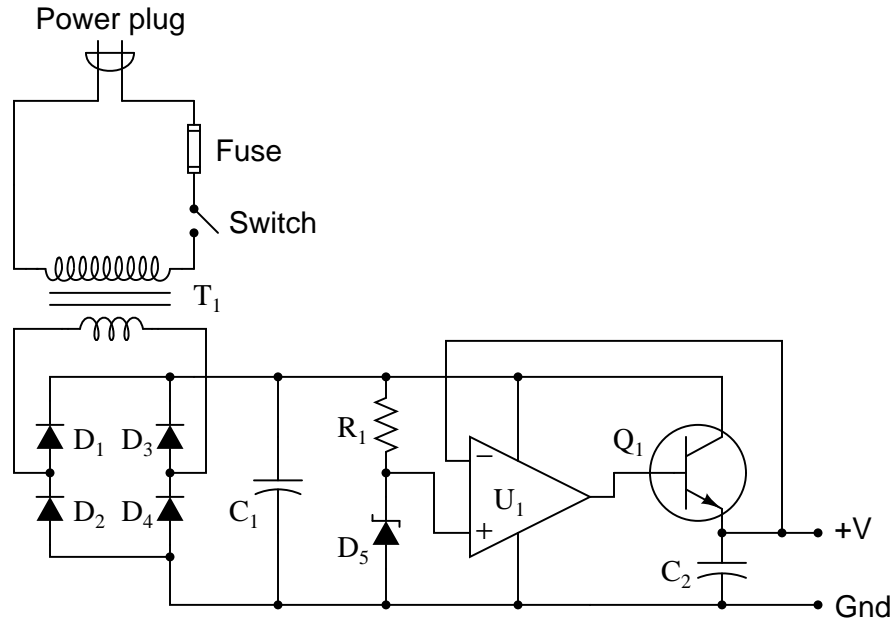 Power plug
Fuse
Switch
T1
D1 D3
D2 D4
C1
R1
D5
−
+
U1
Q1
C2
+V
Gnd